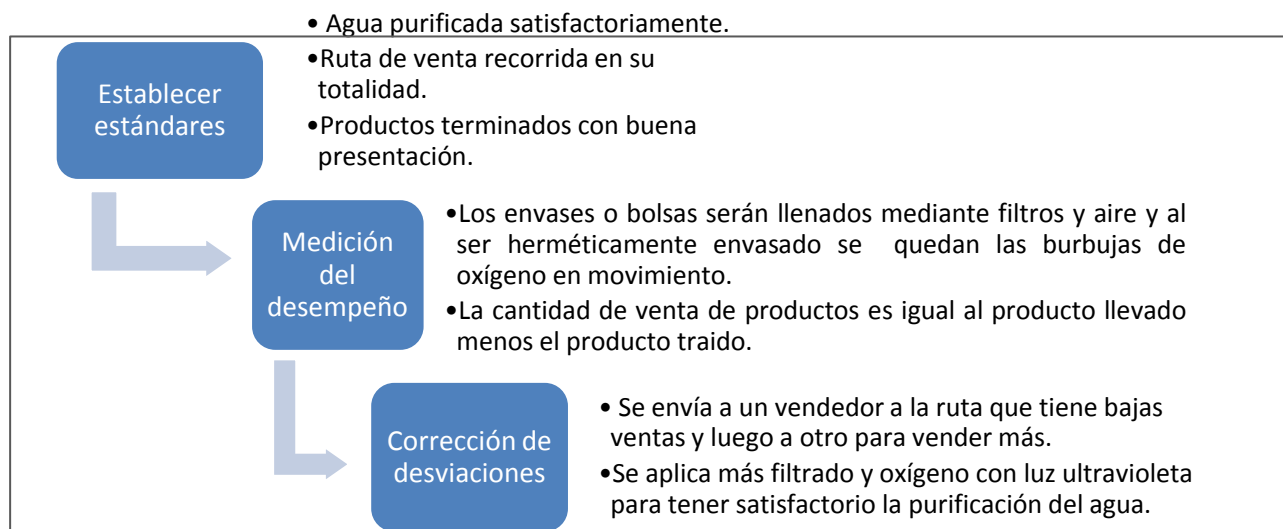 • Agua purificada satisfactoriamente.
•Ruta de venta recorrida en su
totalidad.
•Productos terminados con buena
presentación.
Establecer
estándares
•Los envases o bolsas serán llenados mediante filtros y aire y al
ser herméticamente envasado se quedan las burbujas de
oxígeno en movimiento.
•La cantidad de venta de productos es igual al producto llevado
menos el producto traido.
Medición
del
desempeño
• Se envía a un vendedor a la ruta que tiene bajas
ventas y luego a otro para vender más.
•Se aplica más filtrado y oxígeno con luz ultravioleta
para tener satisfactorio la purificación del agua.
Corrección de
desviaciones